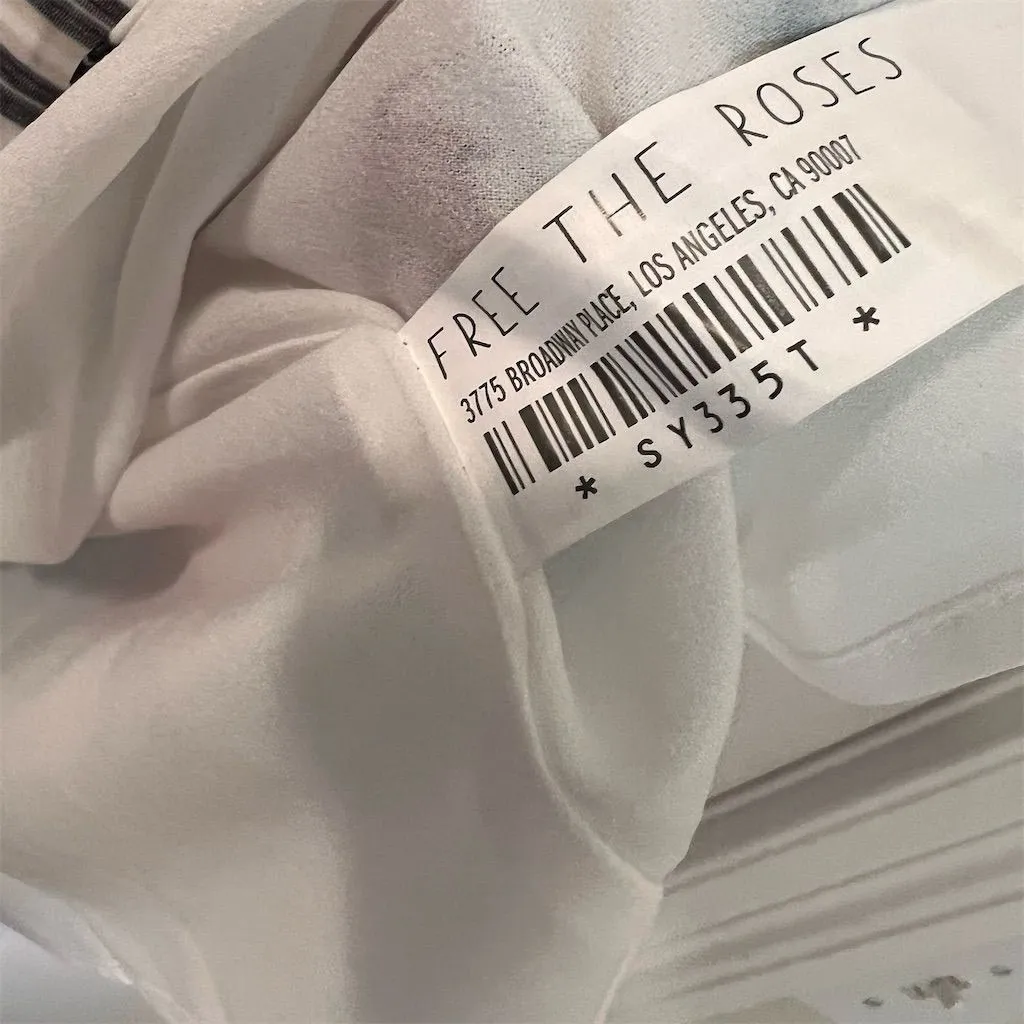 FREE THE ROSES
3775 BROADWAY PLACE, LOS ANGELES, CA 90007
* SY335T *